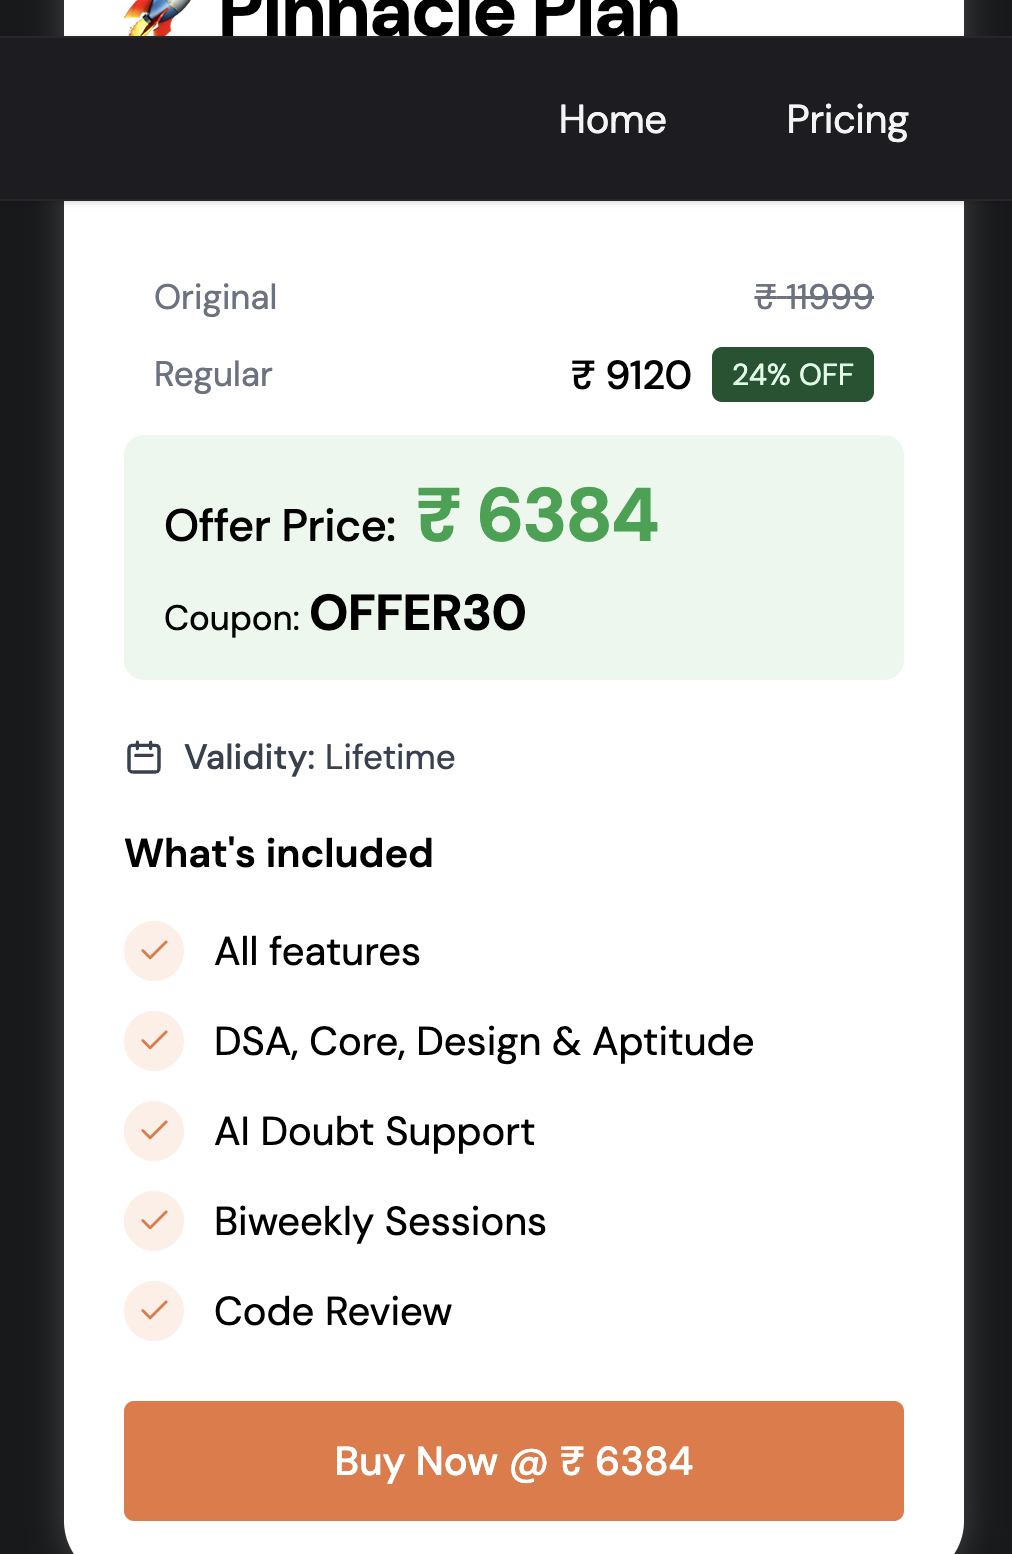 Pinnacle Plan
Home Pricing
Original ₹ 11999
Regular ₹ 9120 24% OFF
Offer Price: ₹ 6384
Coupon: OFFER30
Validity: Lifetime
What's included
All features
DSA, Core, Design & Aptitude
AI Doubt Support
Biweekly Sessions
Code Review
Buy Now @ ₹ 6384